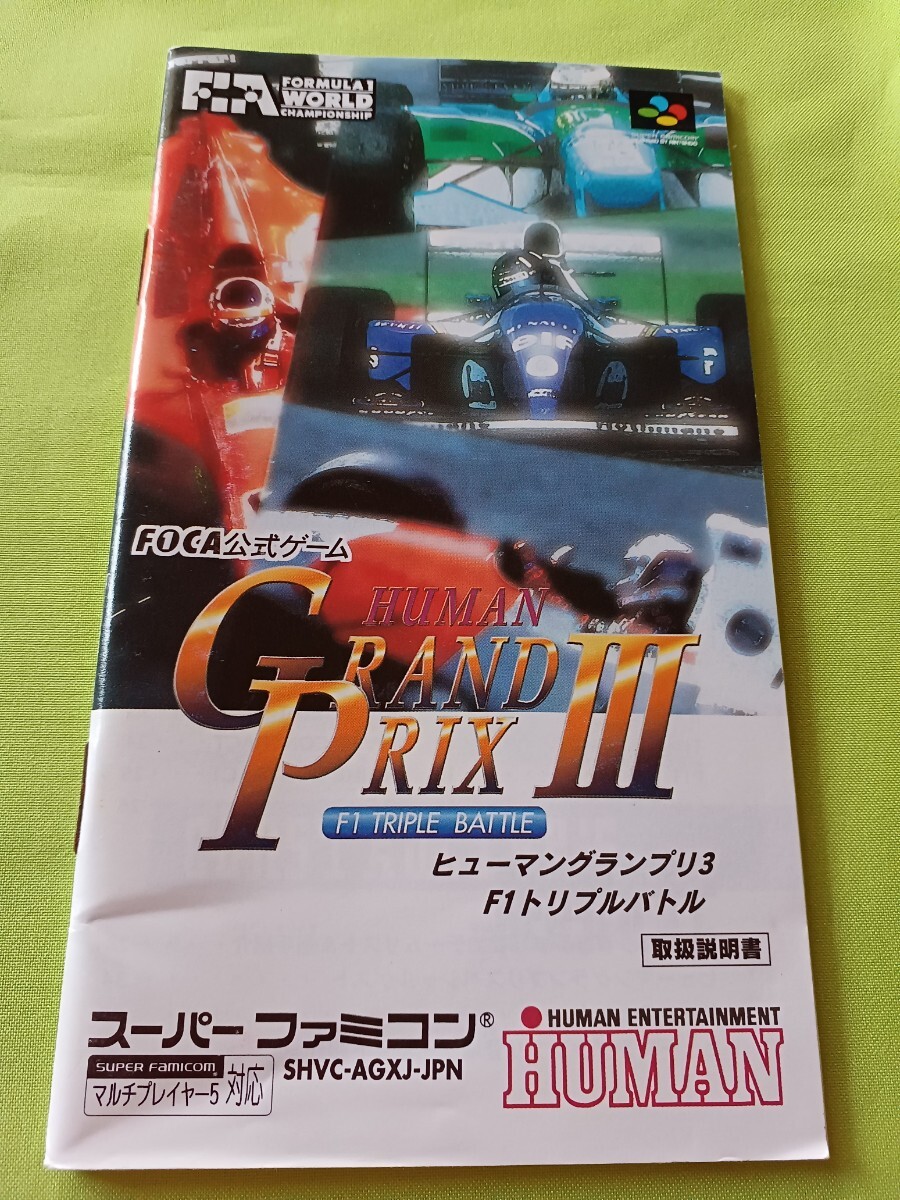 FIA
FORMULA 1
WORLD
CHAMPIONSHIP
RENAULT
elf
GOODYEAR
FOCA公式ゲーム
HUMAN
GRAND
PRIX III
F1 TRIPLE BATTLE
ヒューマングランプリ3
F1トリプルバトル
取扱説明書
スーパーファミコン®
SUPER FAMICOM
マルチプレイヤー5 対応
SHVC-AGXJ-JPN
HUMAN ENTERTAINMENT
HUMAN